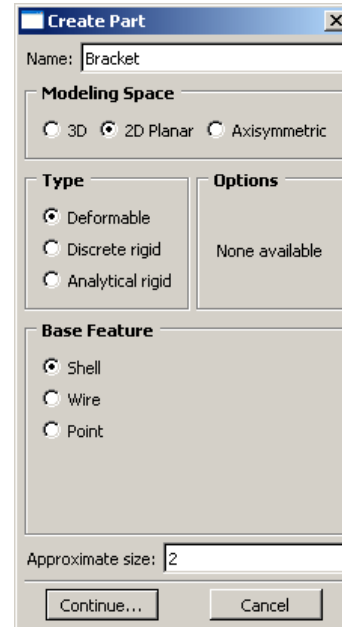 Create Part
Name: Bracket
Modeling Space
3D 2D Planar Axisymmetric
Type
Deformable
Discrete rigid
Analytical rigid
Options
None available
Base Feature
Shell
Wire
Point
Approximate size: 2
Continue... Cancel